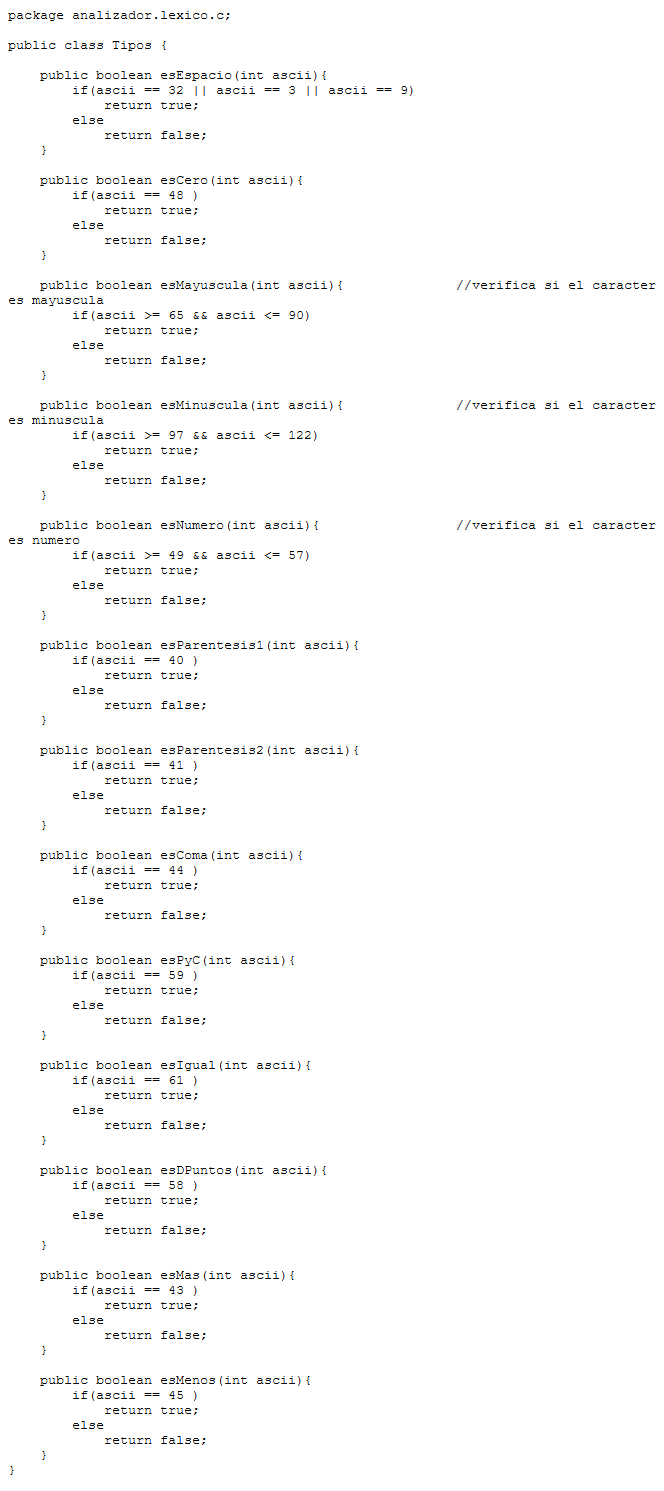 package analizador.lexico.c;

public class Tipos {

    public boolean esEspacio(int ascii){
        if(ascii == 32 || ascii == 3 || ascii == 9)
            return true;
        else
            return false;
    }

    public boolean esCero(int ascii){
        if(ascii == 48 )
            return true;
        else
            return false;
    }

    public boolean esMayuscula(int ascii){              //verifica si el caracter
es mayuscula
        if(ascii >= 65 && ascii <= 90)
            return true;
        else
            return false;
    }

    public boolean esMinuscula(int ascii){              //verifica si el caracter
es minuscula
        if(ascii >= 97 && ascii <= 122)
            return true;
        else
            return false;
    }

    public boolean esNumero(int ascii){                 //verifica si el caracter
es numero
        if(ascii >= 49 && ascii <= 57)
            return true;
        else
            return false;
    }

    public boolean esParentesis1(int ascii){
        if(ascii == 40 )
            return true;
        else
            return false;
    }

    public boolean esParentesis2(int ascii){
        if(ascii == 41 )
            return true;
        else
            return false;
    }

    public boolean esComa(int ascii){
        if(ascii == 44 )
            return true;
        else
            return false;
    }

    public boolean esPyC(int ascii){
        if(ascii == 59 )
            return true;
        else
            return false;
    }

    public boolean esIgual(int ascii){
        if(ascii == 61 )
            return true;
        else
            return false;
    }

    public boolean esDPuntos(int ascii){
        if(ascii == 58 )
            return true;
        else
            return false;
    }

    public boolean esMas(int ascii){
        if(ascii == 43 )
            return true;
        else
            return false;
    }

    public boolean esMenos(int ascii){
        if(ascii == 45 )
            return true;
        else
            return false;
    }
}